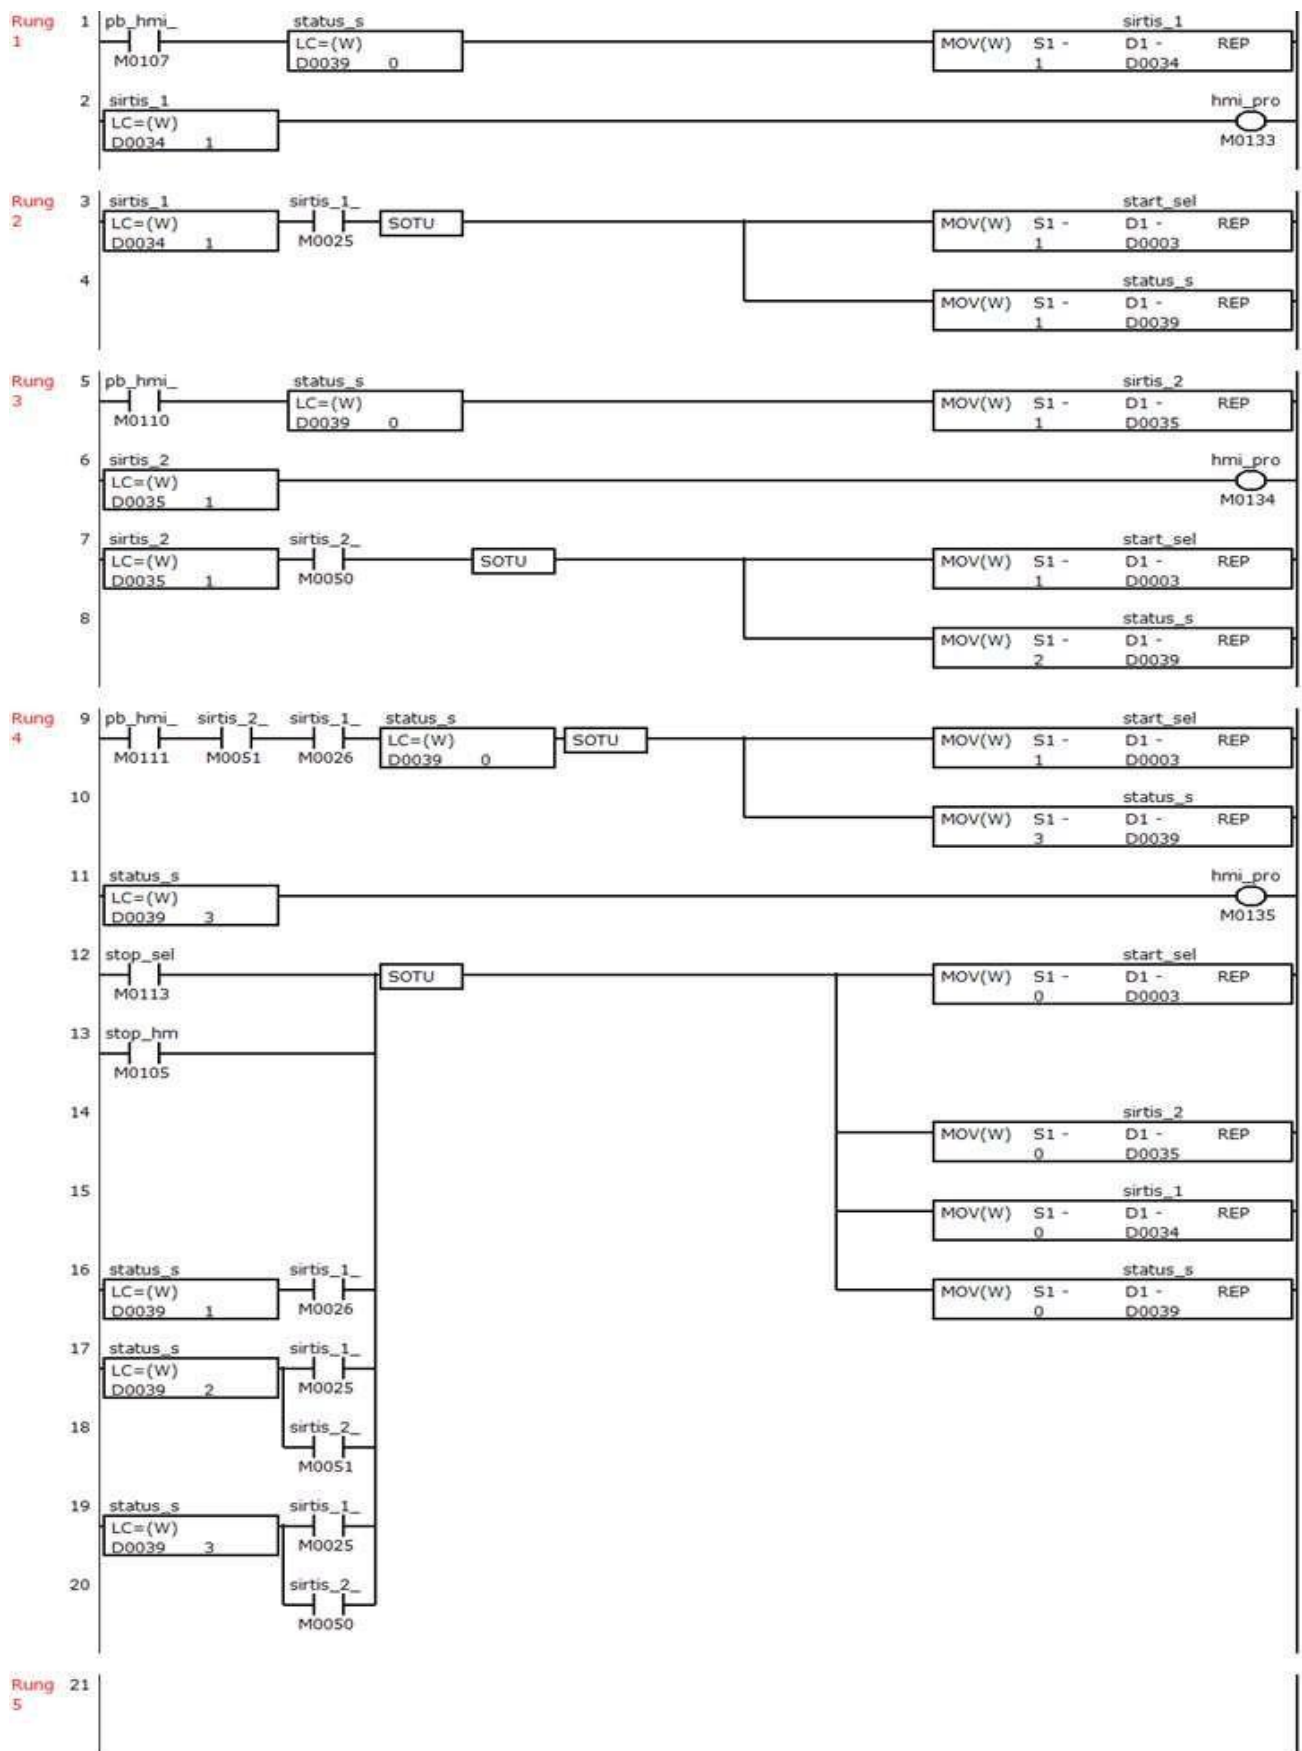 Rung 1 1 pb_hmi_ status_s sirtis_1
LC=(W) MOV(W) S1 - D1 - REP
M0107 D0039 0 1 D0034
2 sirtis_1 hmi_pro
LC=(W)
D0034 1 M0133
Rung 2 3 sirtis_1 sirtis_1_ start_sel
LC=(W) SOTU MOV(W) S1 - D1 - REP
D0034 1 M0025 1 D0003
4 status_s
MOV(W) S1 - D1 - REP
1 D0039
Rung 3 5 pb_hmi_ status_s sirtis_2
LC=(W) MOV(W) S1 - D1 - REP
M0110 D0039 0 1 D0035
6 sirtis_2 hmi_pro
LC=(W)
D0035 1 M0134
7 sirtis_2 sirtis_2_ start_sel
LC=(W) SOTU MOV(W) S1 - D1 - REP
D0035 1 M0050 1 D0003
8 status_s
MOV(W) S1 - D1 - REP
2 D0039
Rung 4 9 pb_hmi_ sirtis_2_ sirtis_1_ status_s start_sel
LC=(W) SOTU MOV(W) S1 - D1 - REP
M0111 M0051 M0026 D0039 0 1 D0003
10 status_s
MOV(W) S1 - D1 - REP
3 D0039
11 status_s hmi_pro
LC=(W)
D0039 3 M0135
12 stop_sel start_sel
SOTU MOV(W) S1 - D1 - REP
M0113 0 D0003
13 stop_hm
M0105
14 sirtis_2
MOV(W) S1 - D1 - REP
0 D0035
15 sirtis_1
MOV(W) S1 - D1 - REP
0 D0034
16 status_s sirtis_1_ status_s
LC=(W) MOV(W) S1 - D1 - REP
D0039 1 M0026 0 D0039
17 status_s sirtis_1_
LC=(W)
D0039 2 M0025
18 sirtis_2_
M0051
19 status_s sirtis_1_
LC=(W)
D0039 3 M0025
20 sirtis_2_
M0050
Rung 5 21